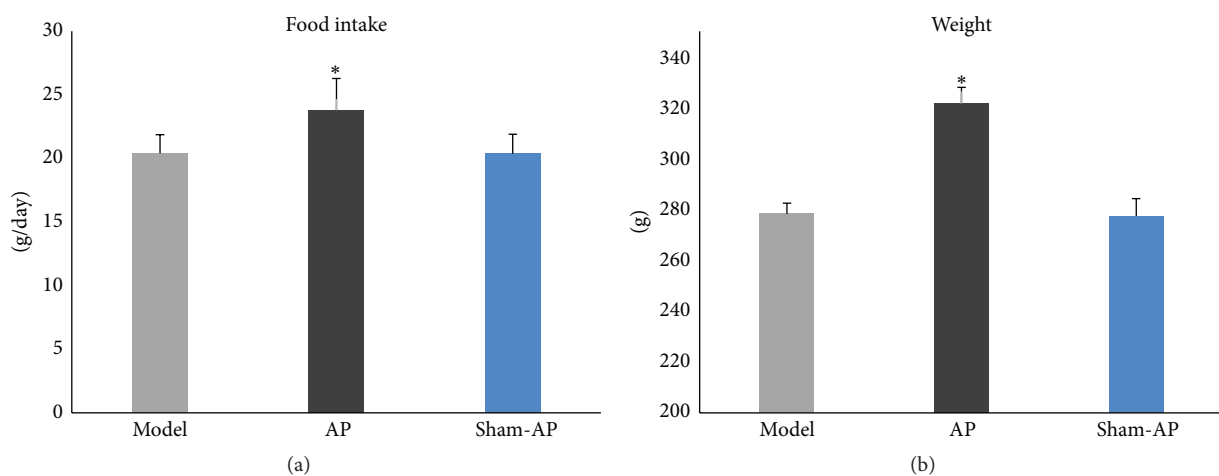 Food intake
30
25
20
15
10
5
0
(g/day)
*
Model
AP
Sham-AP
(a)
Weight
340
320
300
280
260
240
220
200
(g)
*
Model
AP
Sham-AP
(b)